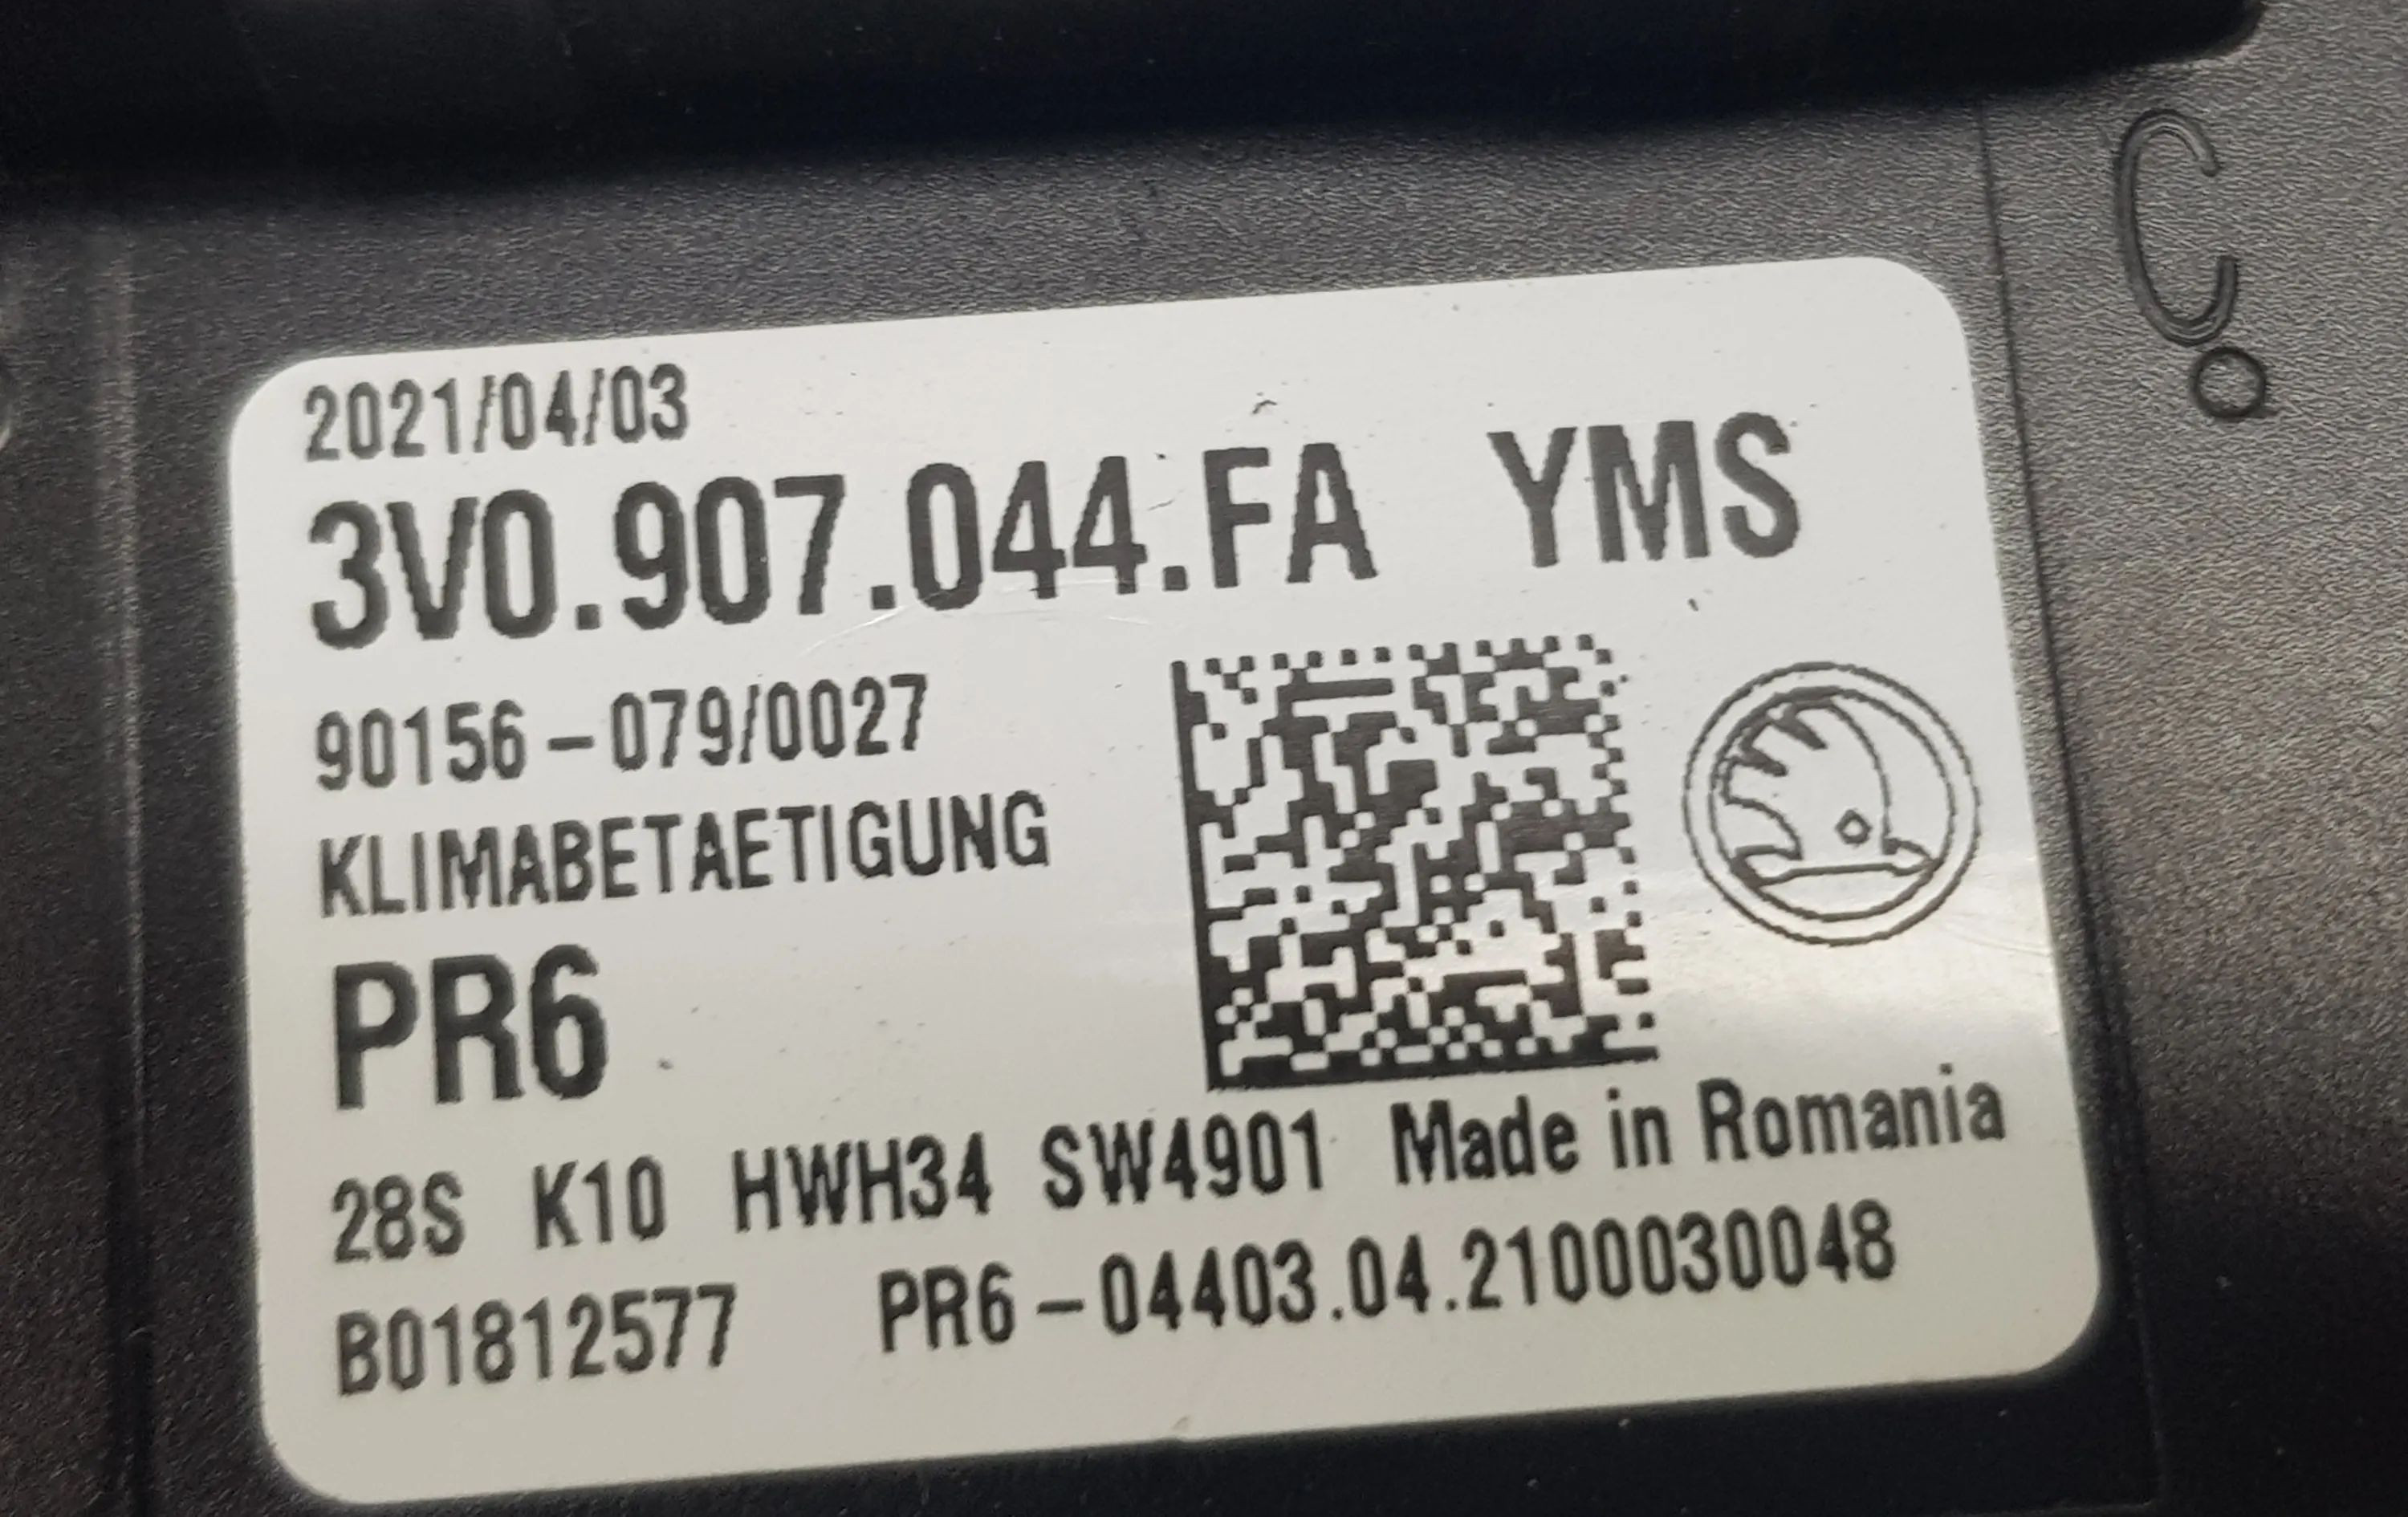 2021/04/03
3V0.907.044.FA YMS
90156-079/0027
KLIMABETAETIGUNG
PR6
28S K10 HWH34 SW4901 Made in Romania
B01812577 PR6-04403.04.2100030048